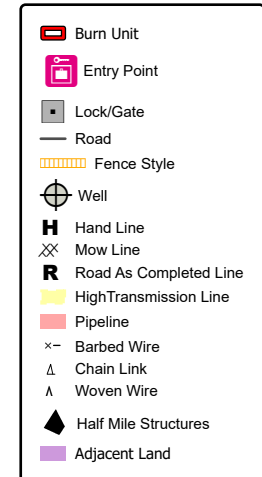 Burn Unit
Entry Point
Lock/Gate
Road
Fence Style
Well
H Hand Line
Mow Line
R Road As Completed Line
HighTransmission Line
Pipeline
Barbed Wire
Chain Link
Woven Wire
Half Mile Structures
Adjacent Land